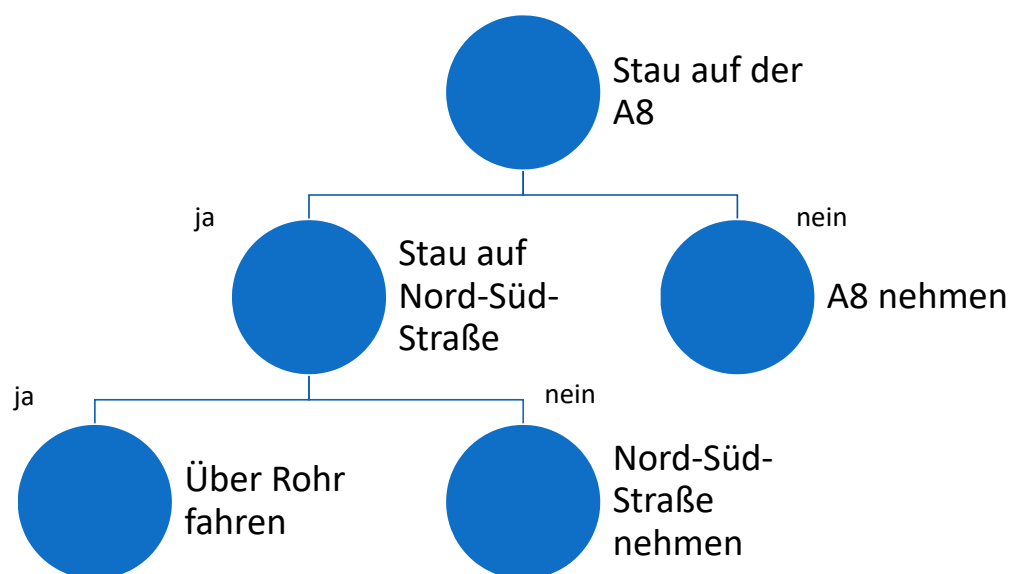 Stau auf der
A8
ja
nein
Stau auf
Nord-Süd-
Straße
A8 nehmen
ja
nein
Über Rohr
fahren
Nord-Süd-
Straße
nehmen